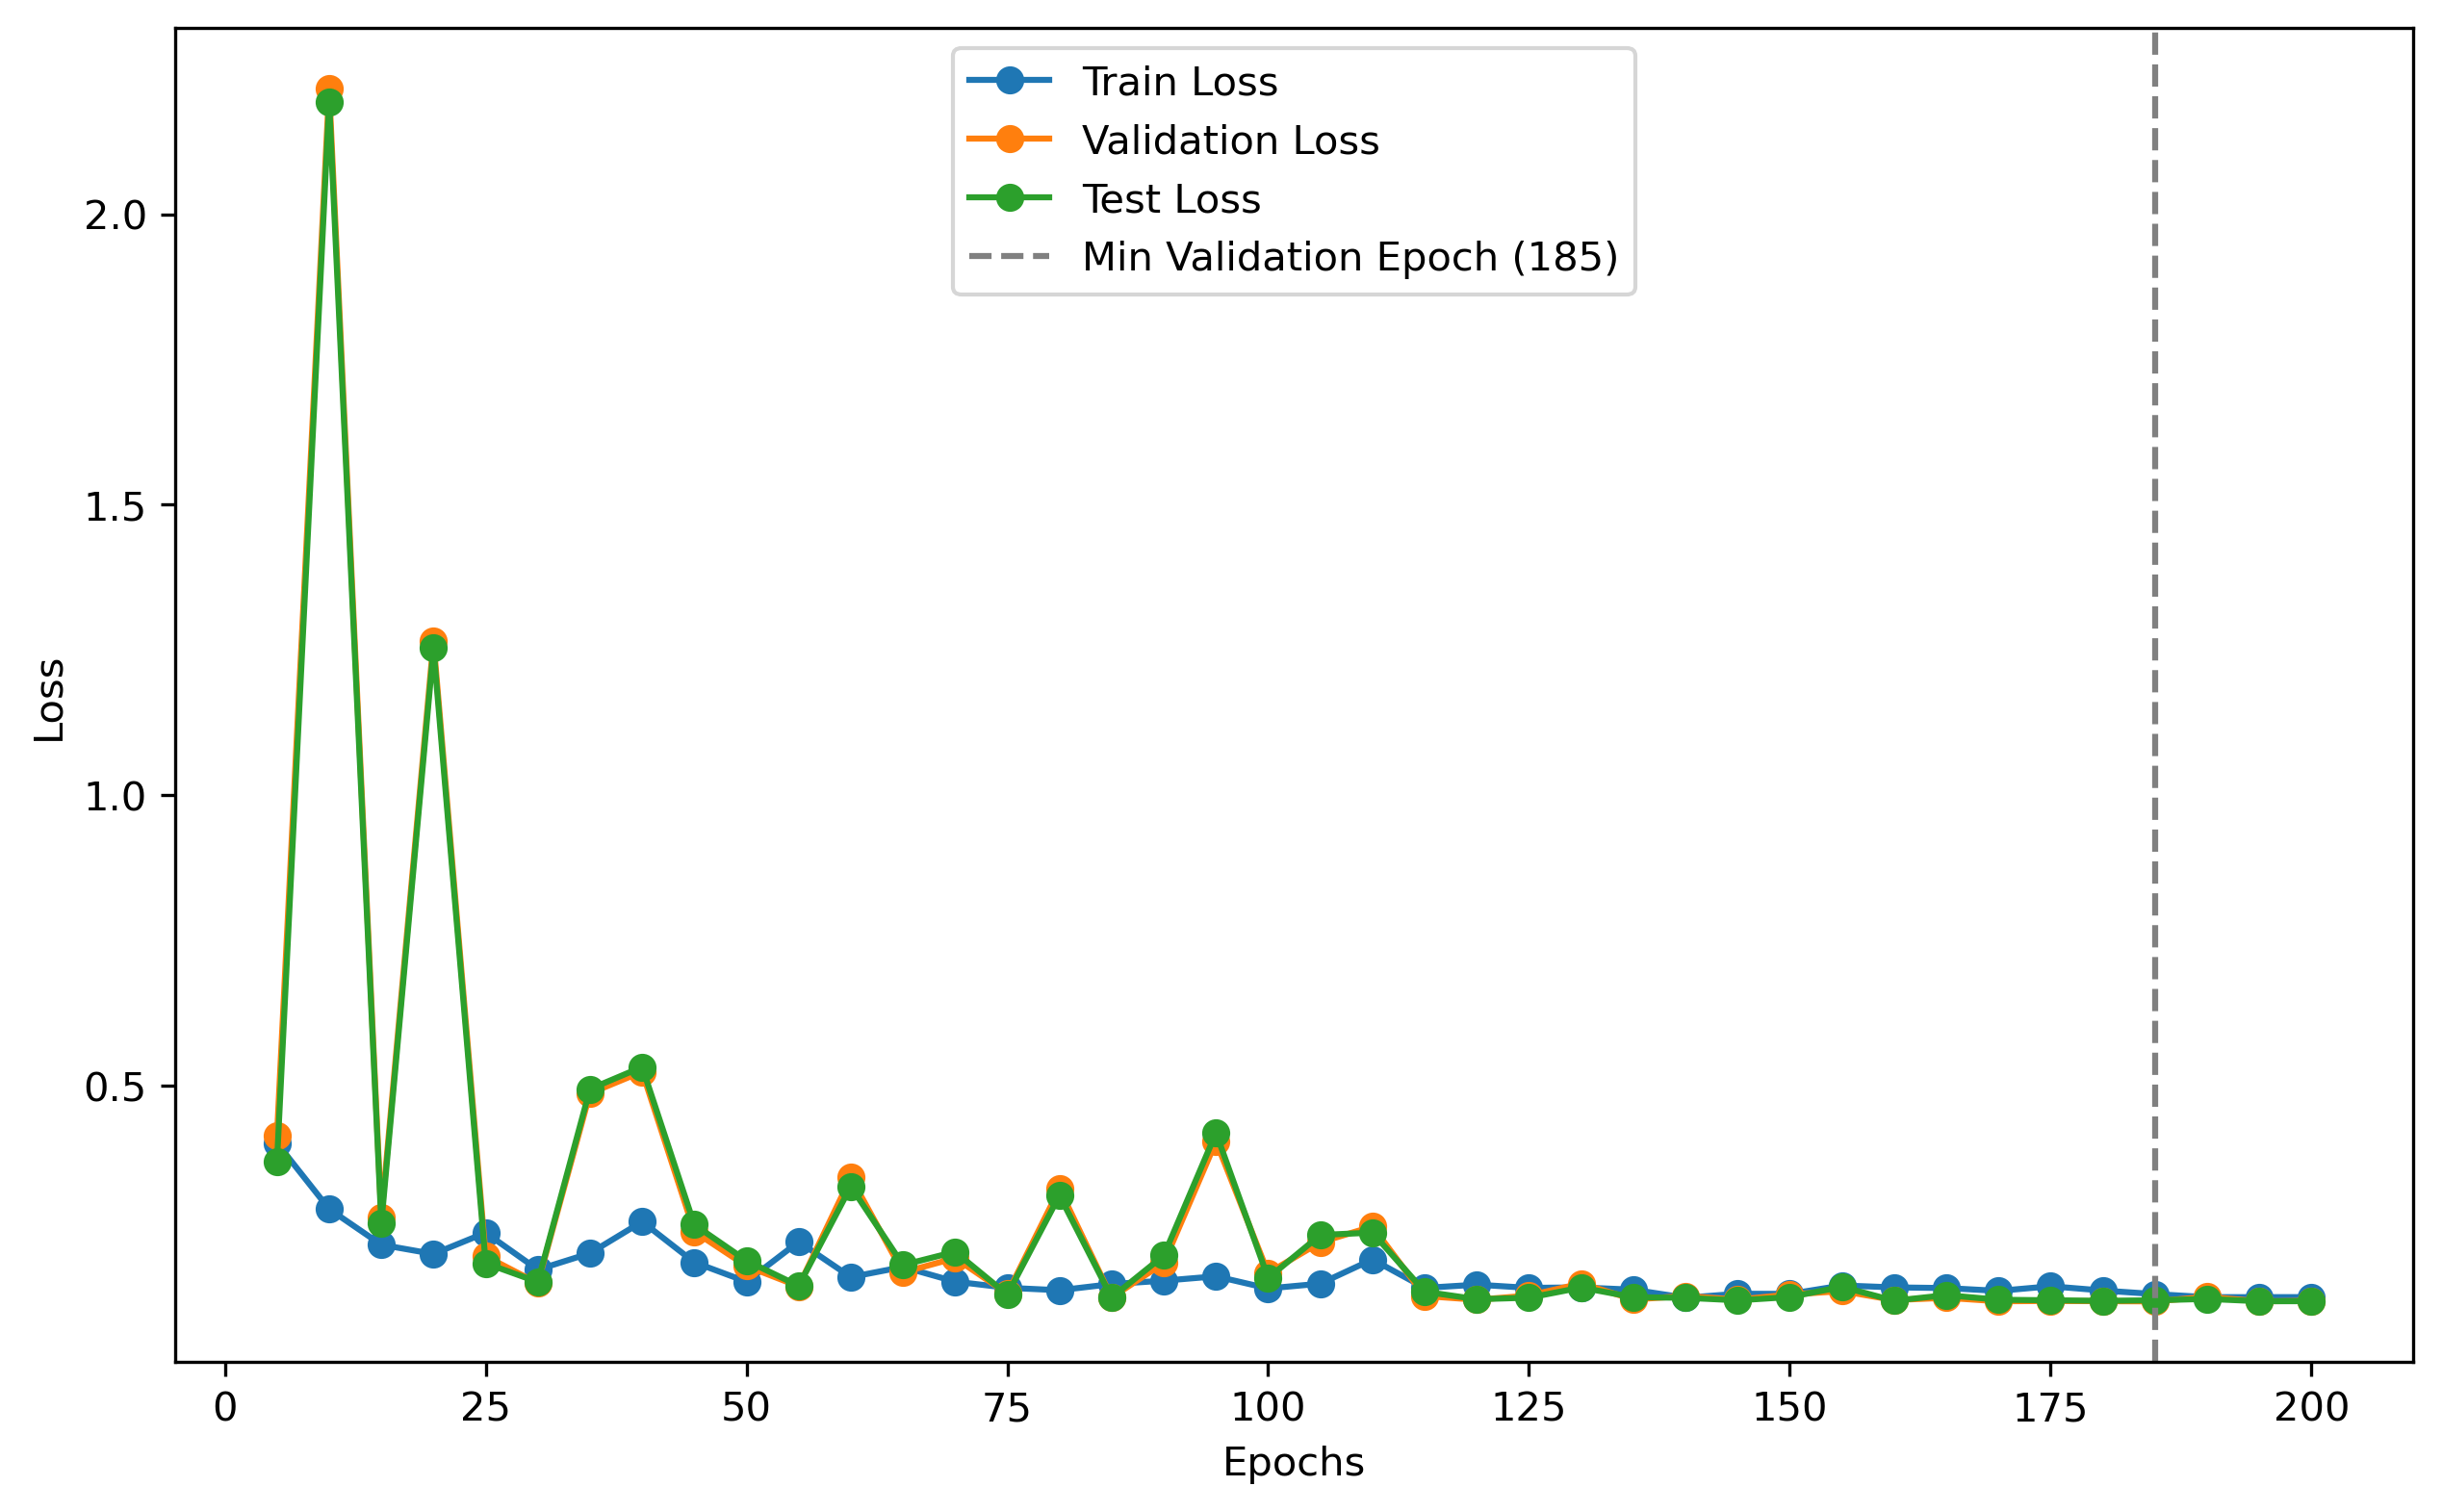 Train Loss
Validation Loss
Test Loss
Min Validation Epoch (185)
2.0
1.5
1.0
0.5
Loss
0 25 50 75 100 125 150 175 200
Epochs